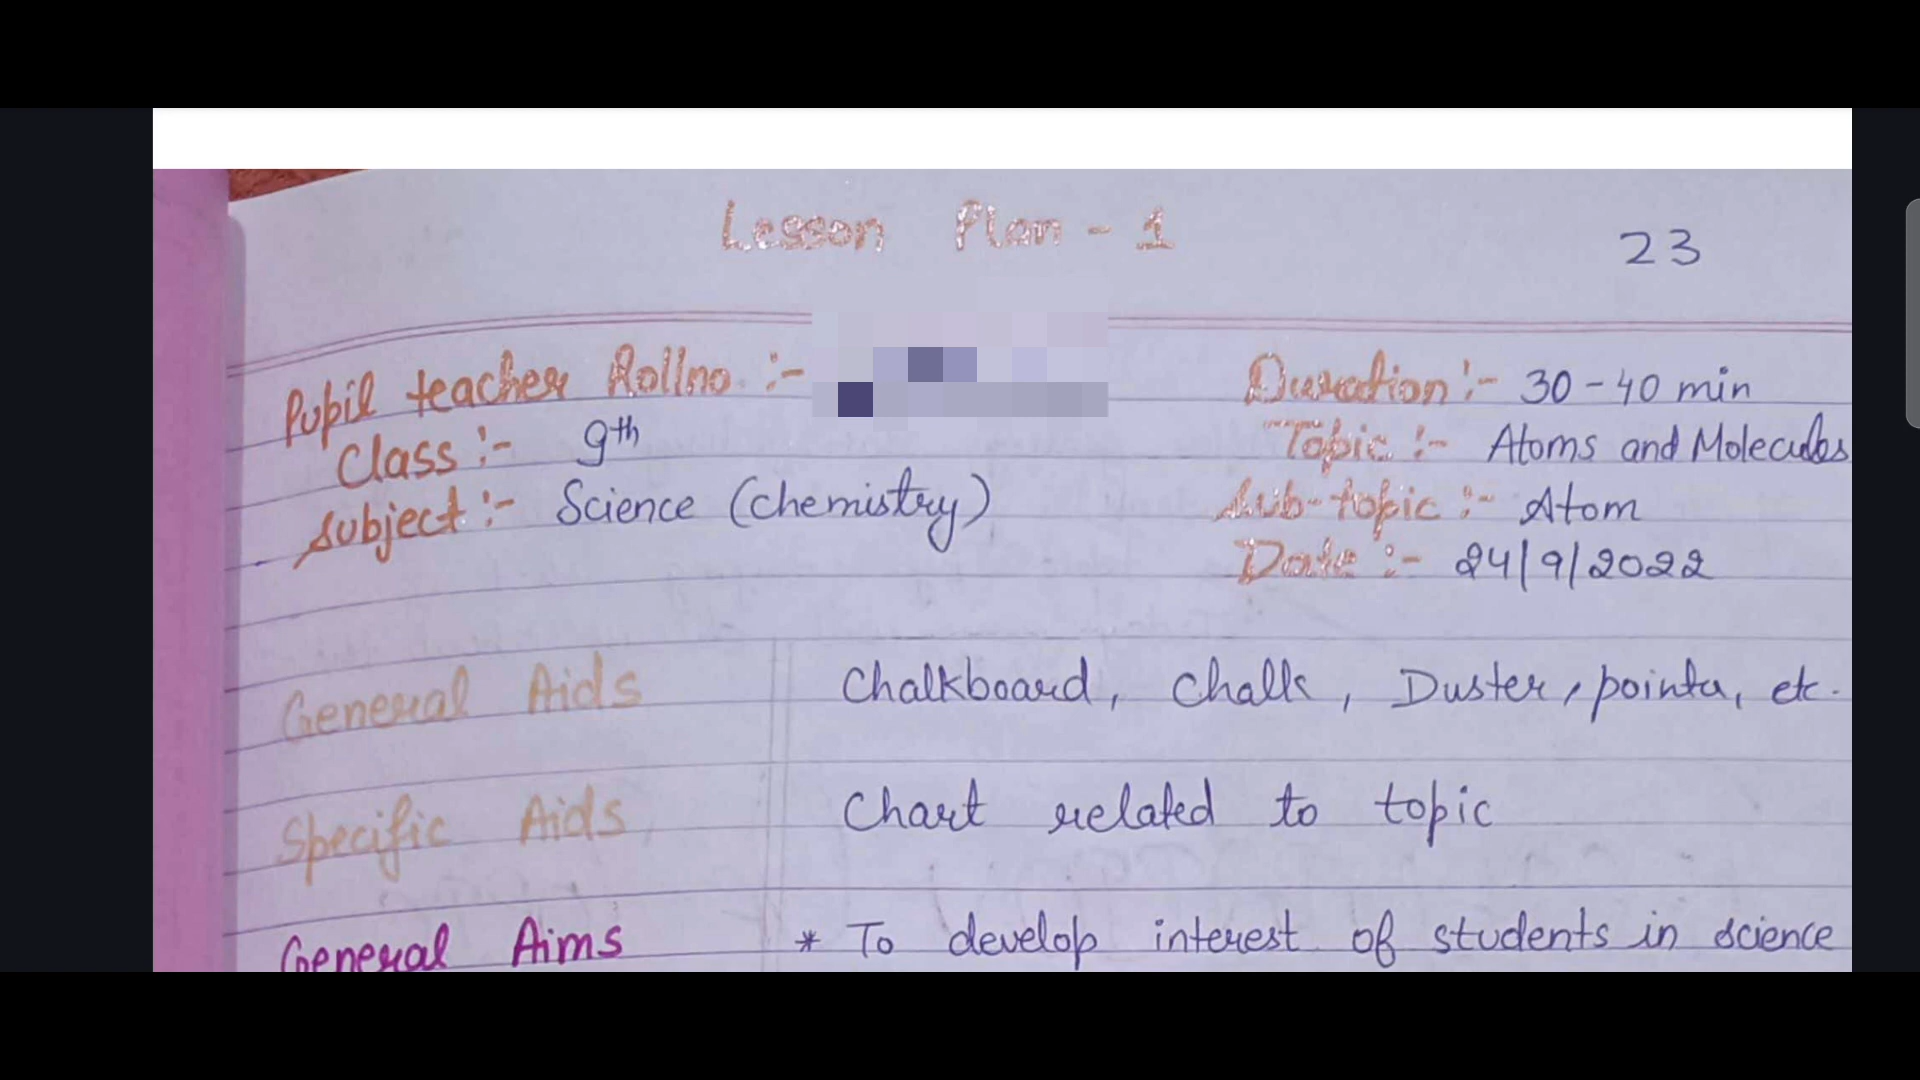 Lesson Plan - 1
23
Pupil teacher Rollno. :-
Class :- 9th
Subject :- Science (Chemistry)
Duration :- 30 - 40 min
Topic :- Atoms and Molecules
Sub-topic :- Atom
Date :- 24/9/2022
General Aids Chalkboard, Chalk, Duster, pointer, etc.
Specific Aids Chart related to topic
General Aims * To develop interest of students in science